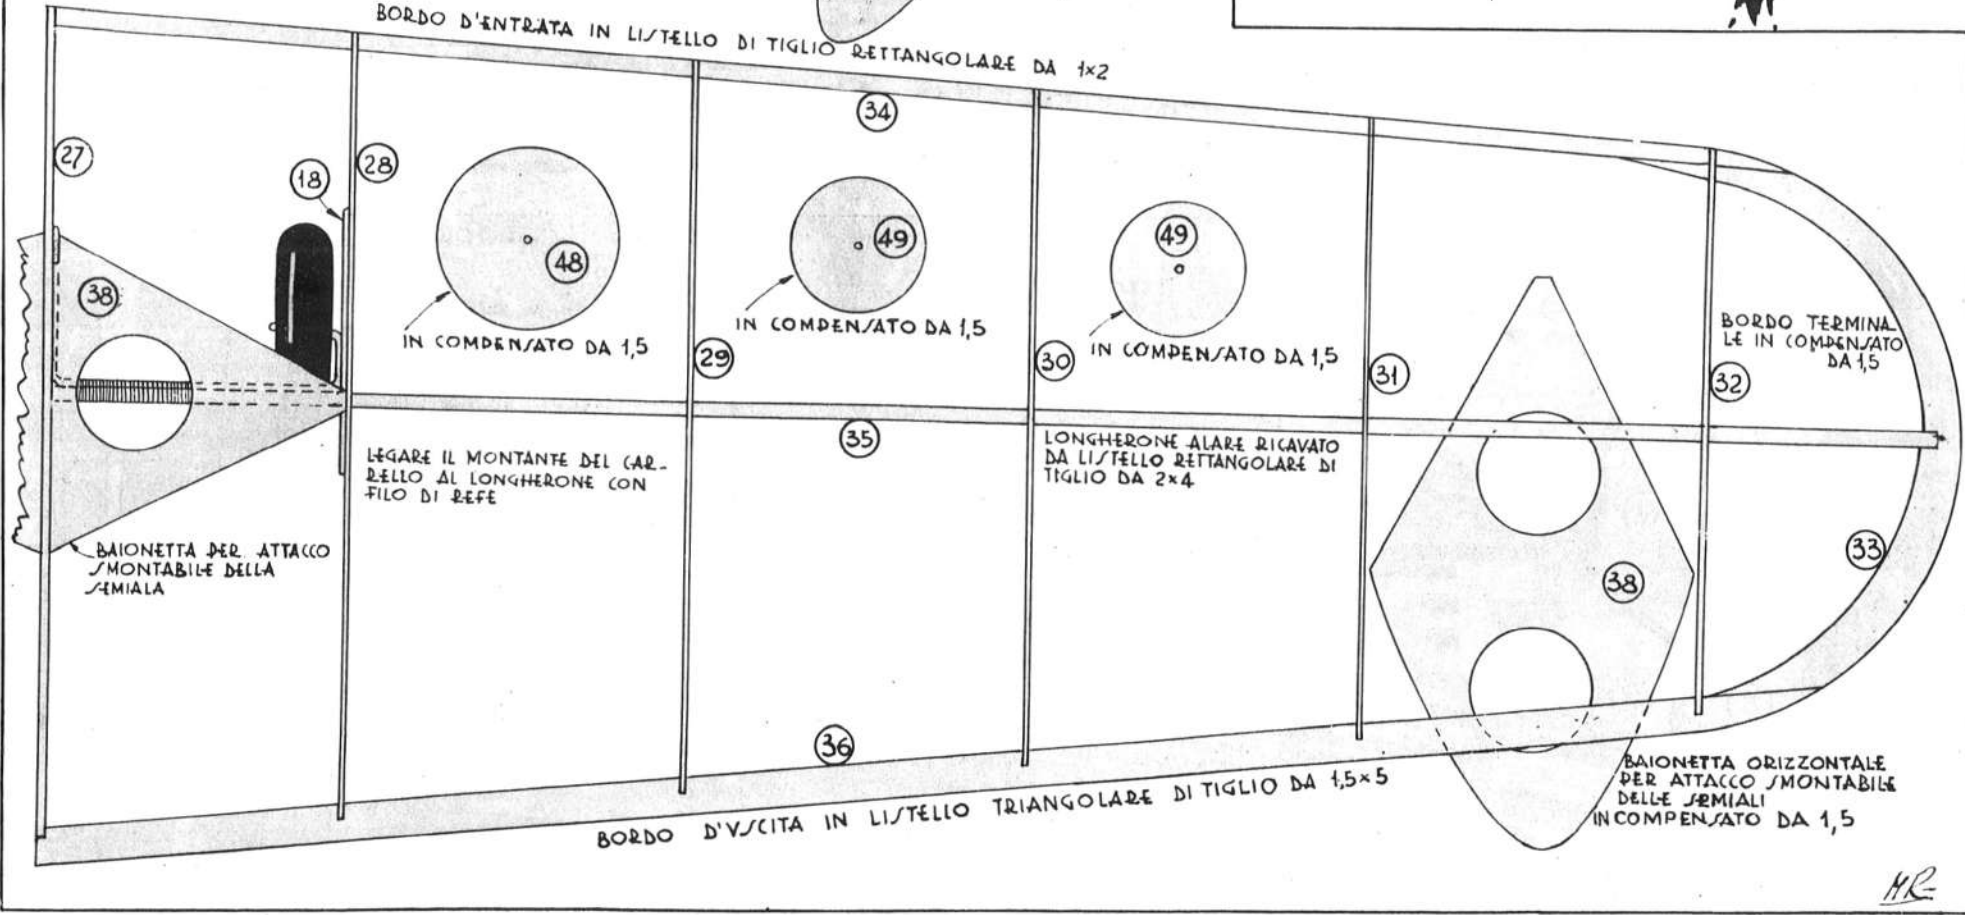 BORDO D'ENTRATA IN LISTELLO DI TIGLIO RETTANGOLARE DA 1×2
34
27
18
28
48
49
49
38
IN COMPENSATO DA 1,5
IN COMPENSATO DA 1,5
IN COMPENSATO DA 1,5
BORDO TERMINA-
LE IN COMPENSATO
DA 1,5
29
30
31
32
35
LEGARE IL MONTANTE DEL CAR-
RELLO AL LONGHERONE CON
FILO DI REFE
LONGHERONE ALARE RICAVATO
DA LISTELLO RETTANGOLARE DI
TIGLIO DA 2×4
BAIONETTA PER ATTACCO
SMONTABILE DELLA
SEMIALA
33
38
36
BORDO D'USCITA IN LISTELLO TRIANGOLARE DI TIGLIO DA 1,5×5
BAIONETTA ORIZZONTALE
PER ATTACCO SMONTABILE
DELLE SEMIALI
IN COMPENSATO DA 1,5
MR